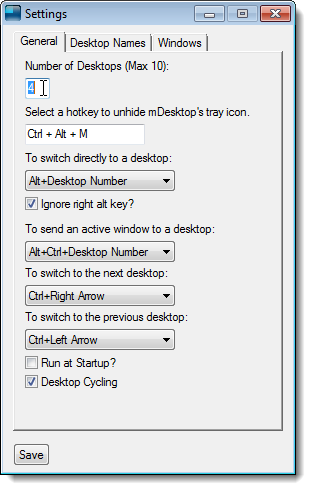 Settings
General Desktop Names Windows
Number of Desktops (Max 10):
4
Select a hotkey to unhide mDesktop's tray icon.
Ctrl + Alt + M
To switch directly to a desktop:
Alt+Desktop Number
Ignore right alt key?
To send an active window to a desktop:
Alt+Ctrl+Desktop Number
To switch to the next desktop:
Ctrl+Right Arrow
To switch to the previous desktop:
Ctrl+Left Arrow
Run at Startup?
Desktop Cycling
Save